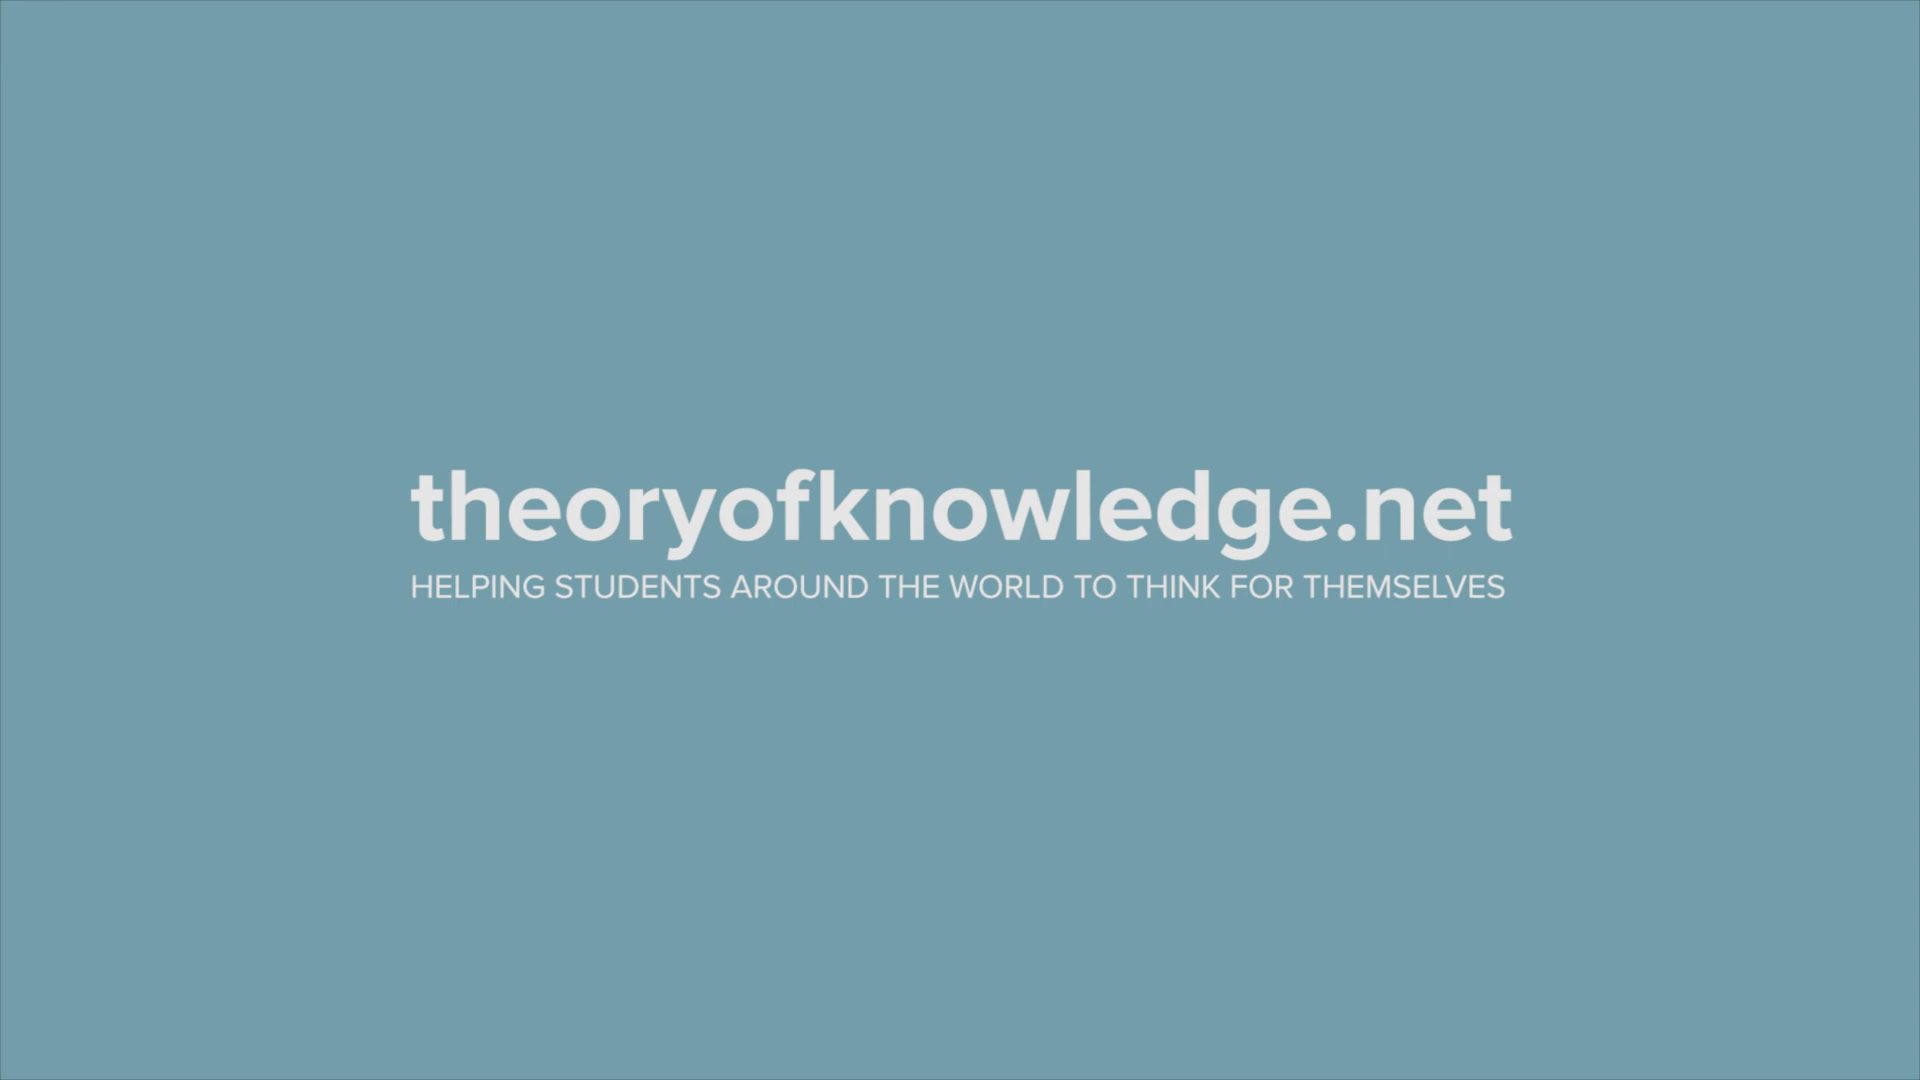 theoryofknowledge.net
HELPING STUDENTS AROUND THE WORLD TO THINK FOR THEMSELVES